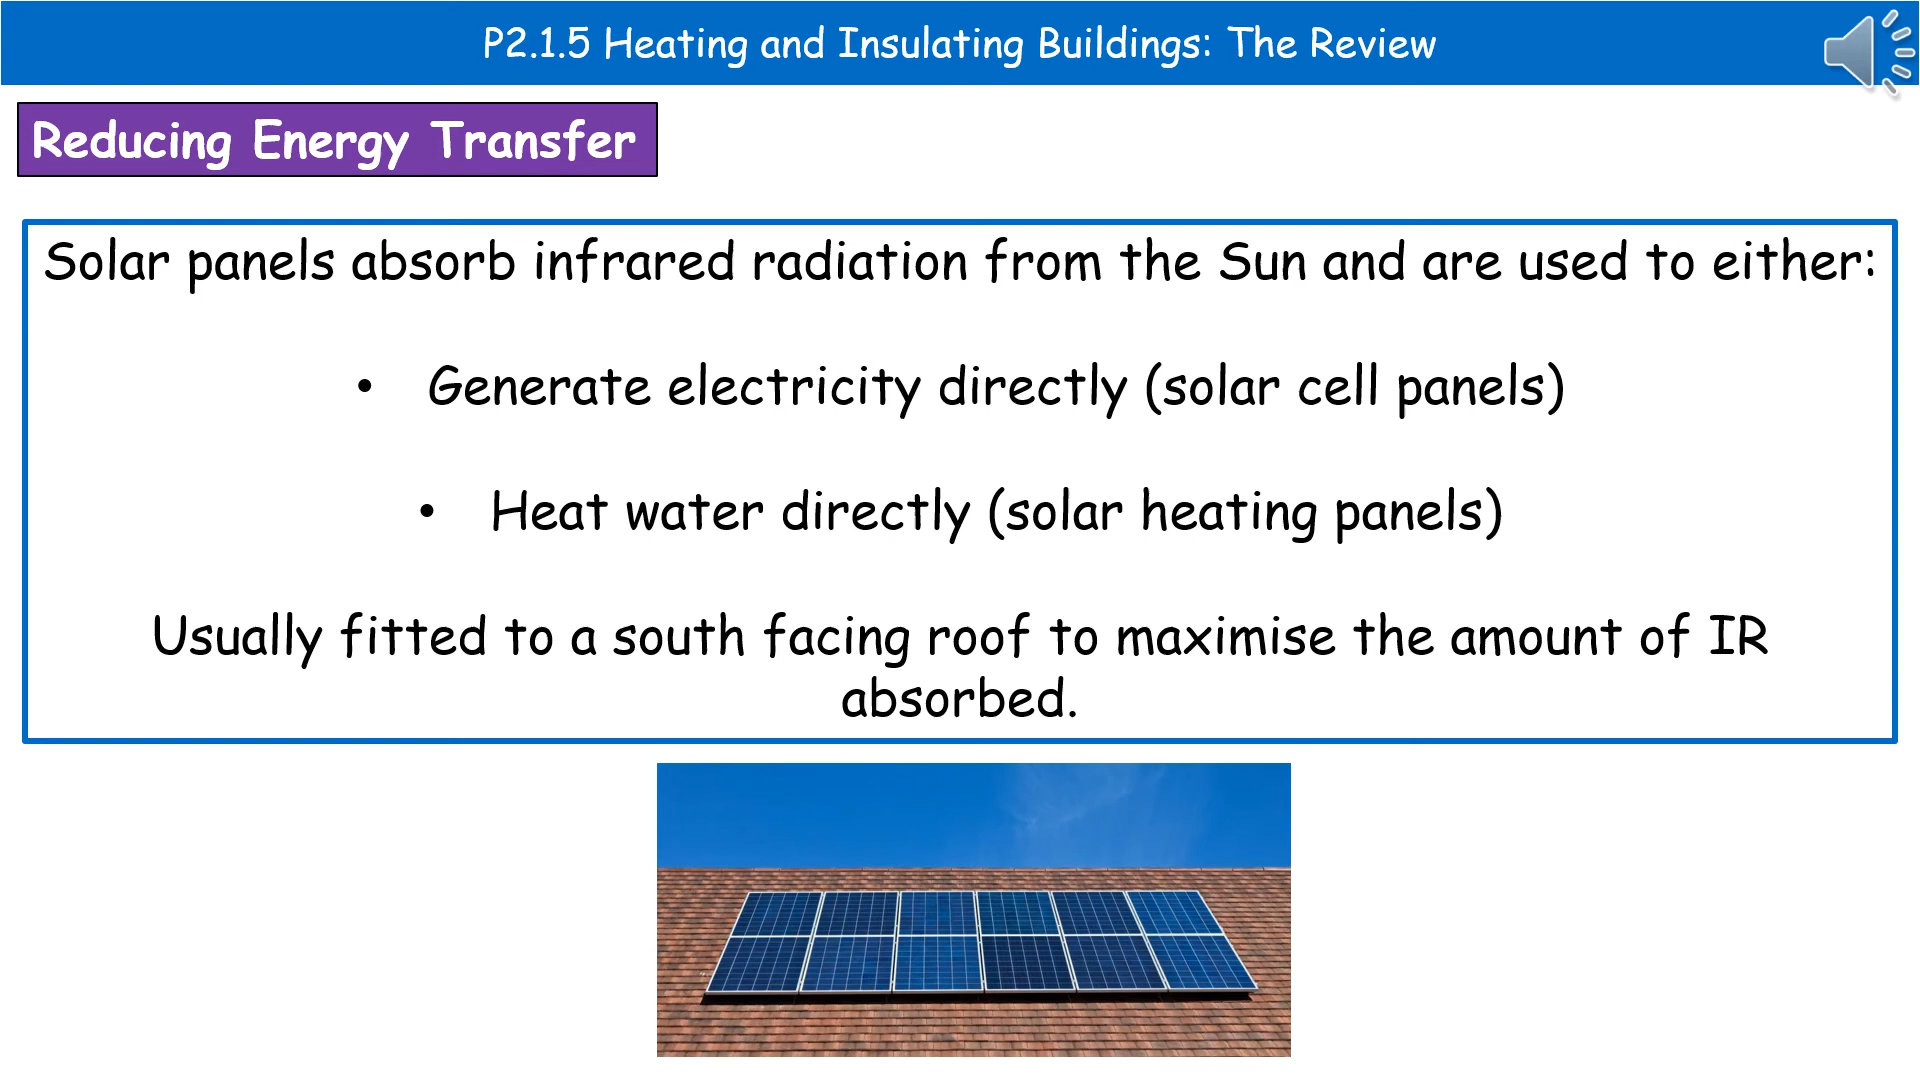 P2.1.5 Heating and Insulating Buildings: The Review
Reducing Energy Transfer
Solar panels absorb infrared radiation from the Sun and are used to either:
• Generate electricity directly (solar cell panels)
• Heat water directly (solar heating panels)
Usually fitted to a south facing roof to maximise the amount of IR
absorbed.